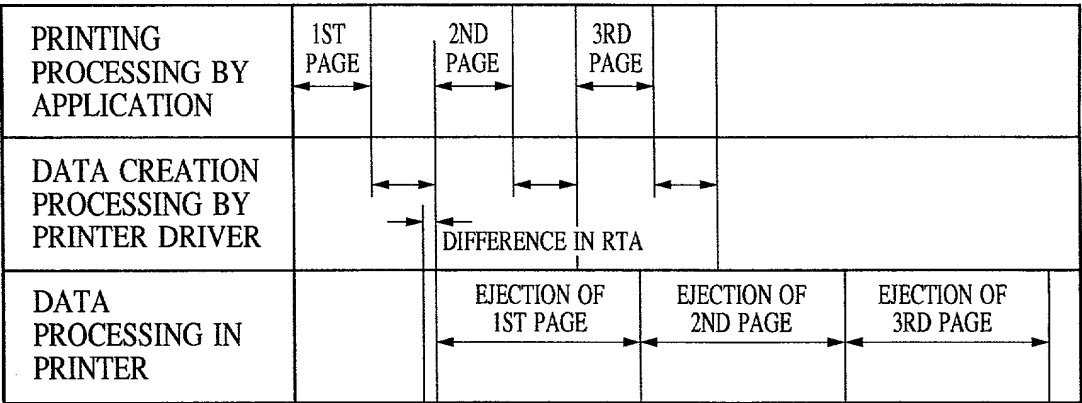 PRINTING
PROCESSING BY
APPLICATION
1ST
PAGE
2ND
PAGE
3RD
PAGE
DATA CREATION
PROCESSING BY
PRINTER DRIVER
DIFFERENCE IN RTA
DATA
PROCESSING IN
PRINTER
EJECTION OF
1ST PAGE
EJECTION OF
2ND PAGE
EJECTION OF
3RD PAGE